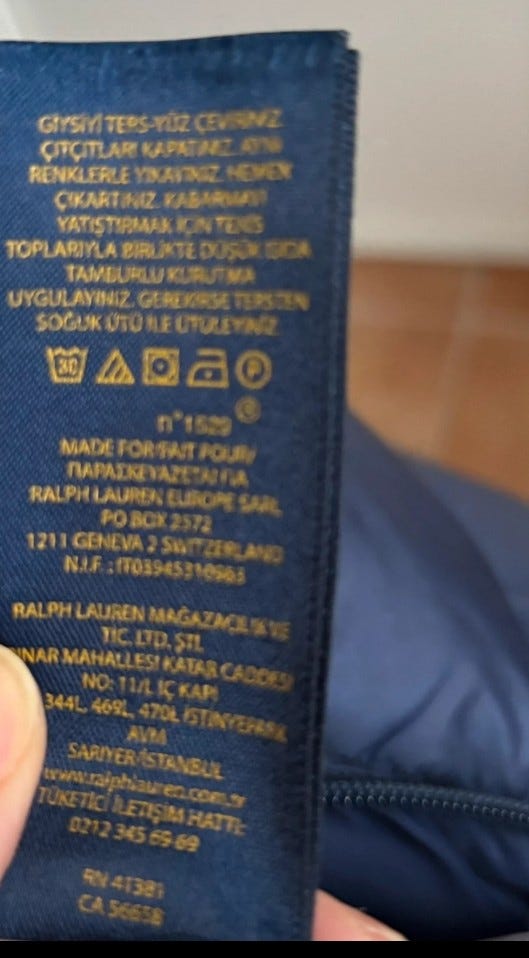 GİYSİYİ TERS-YÜZ ÇEVİRİNİZ.
ÇITÇITLARI KAPATINIZ. AYNI
RENKLERLE YIKAYINIZ. HEMEN
ÇIKARTINIZ. KABARMAYI
YATIŞTIRMAK İÇİN TENİS
TOPLARIYLA BİRLİKTE DÜŞÜK ISIDA
TAMBURLU KURUTMA
UYGULAYINIZ. GEREKİRSE TERSTEN
SOĞUK ÜTÜ İLE ÜTÜLEYİNİZ
30 P
n°1529 ©
MADE FOR/FAIT POUR/
ΠΑΡΑΣΚΕΥΑΖΕΤΑΙ ΓΙΑ
RALPH LAUREN EUROPE SARL
PO BOX 2572
1211 GENEVA 2 SWITZERLAND
N.I.F.: IT03945310963
RALPH LAUREN MAĞAZACILIK VE
TİC. LTD. ŞTİ.
INAR MAHALLESİ KATAR CADDESİ
NO: 11/L İÇ KAPI
344L, 469L, 470L İSTİNYEPARK
AVM
SARIYER/İSTANBUL
www.ralphlauren.com.tr
TÜKETİCİ İLETİŞİM HATTI:
0212 345 69 69
RN 41381
CA 56658